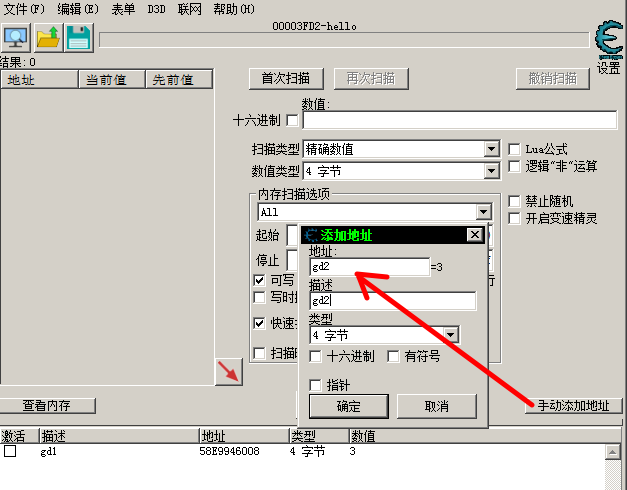 文件(F) 编辑(E) 表单 D3D 联网 帮助(H)
00003FD2-hello
结果: 0
设置
地址 当前值 先前值
首次扫描 再次扫描 撤销扫描
数值:
十六进制
扫描类型 精确数值
Lua公式
数值类型 4 字节
逻辑"非"运算
内存扫描选项
All
禁止随机
开启变速精灵
起始
停止
可写
行
写时
快速
扫描
添加地址
地址:
gd2 =3
描述
gd2
类型
4 字节
十六进制 有符号
指针
确定 取消
查看内存
手动添加地址
激活 描述 地址 类型 数值
gd1 58E9946008 4 字节 3